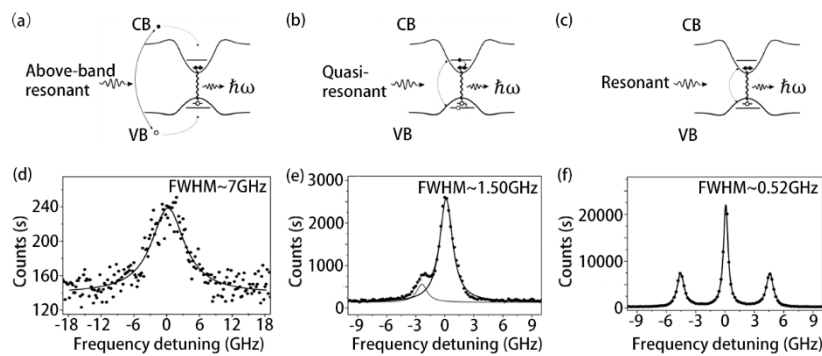 (a)
CB
Above-band
resonant
ħω
VB
(b)
CB
Quasi-
resonant
ħω
VB
(c)
CB
Resonant
ħω
VB
(d)
FWHM~7GHz
Counts (s)
240
200
160
120
-18 -12 -6 0 6 12 18
Frequency detuning (GHz)
(e)
FWHM~1.50GHz
Counts (s)
3000
2000
1000
0
-9 -6 -3 0 3 6 9
Frequency detuning (GHz)
(f)
FWHM~0.52GHz
Counts (s)
20000
10000
0
-9 -6 -3 0 3 6 9
Frequency detuning (GHz)